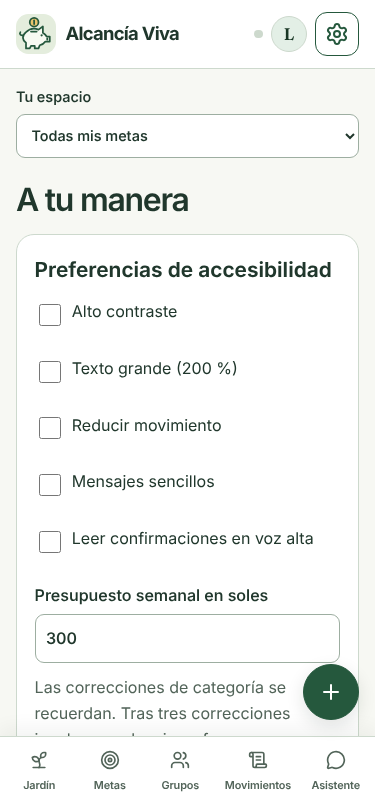 Alcancía Viva
L
Tu espacio
Todas mis metas
A tu manera
Preferencias de accesibilidad
Alto contraste
Texto grande (200 %)
Reducir movimiento
Mensajes sencillos
Leer confirmaciones en voz alta
Presupuesto semanal en soles
300
Las correcciones de categoría se
recuerdan. Tras tres correcciones
Jardín
Metas
Grupos
Movimientos
Asistente